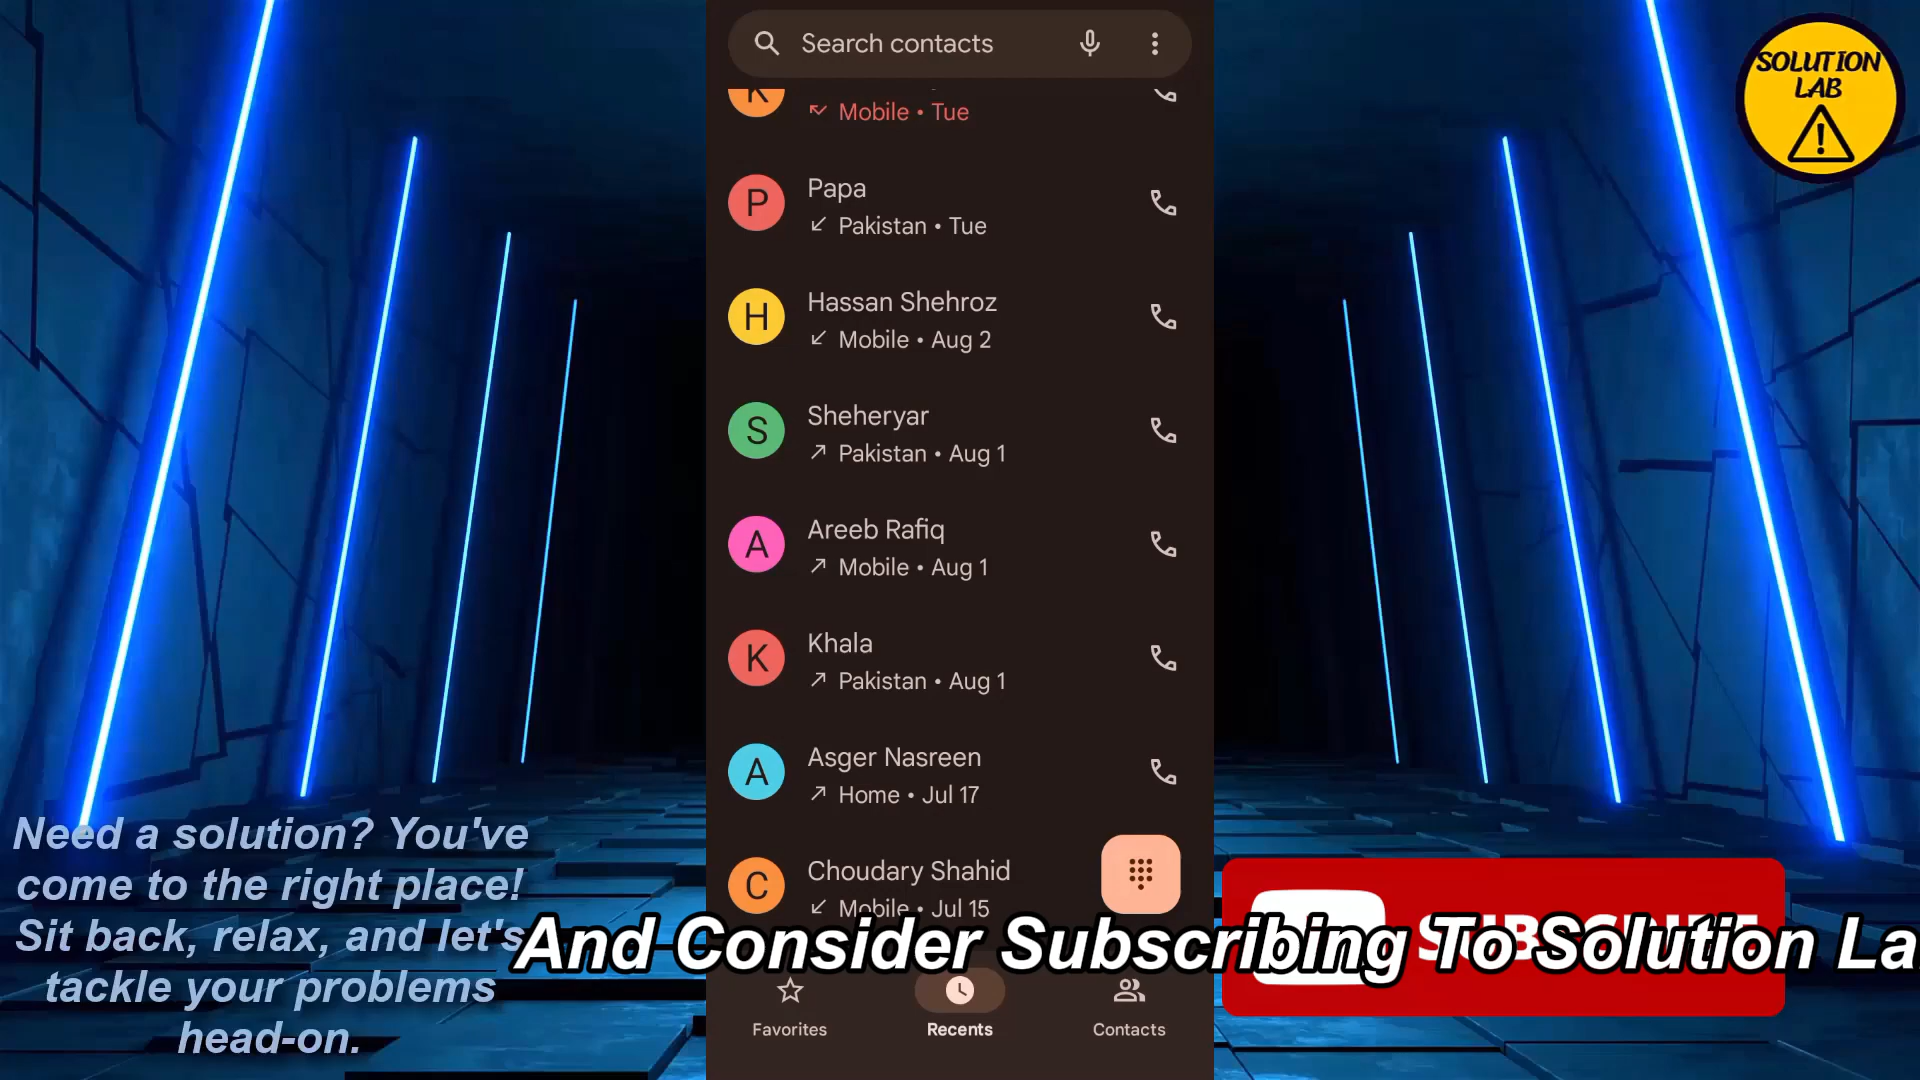 Search contacts
SOLUTION
LAB
K
Mobile • Tue
P
Papa
Pakistan • Tue
H
Hassan Shehroz
Mobile • Aug 2
S
Sheheryar
Pakistan • Aug 1
A
Areeb Rafiq
Mobile • Aug 1
K
Khala
Pakistan • Aug 1
A
Asger Nasreen
Home • Jul 17
C
Choudary Shahid
Mobile • Jul 15
Need a solution? You've
come to the right place!
Sit back, relax, and let's
tackle your problems
head-on.
And Consider Subscribing To Solution La
SUBSCRIBE
Favorites
Recents
Contacts